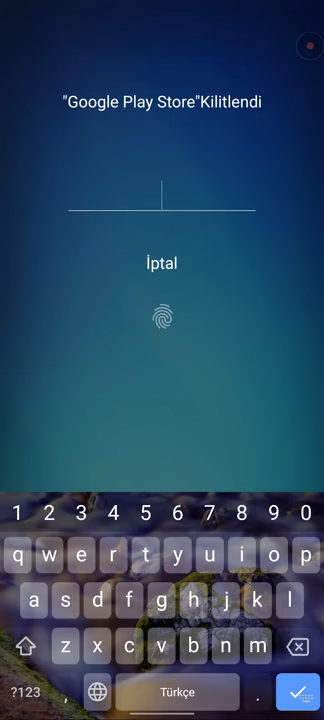 "Google Play Store"Kilitlendi
İptal
1 2 3 4 5 6 7 8 9 0
q w e r t y u i o p
a s d f g h j k l
z x c v b n m
?123 , Türkçe .